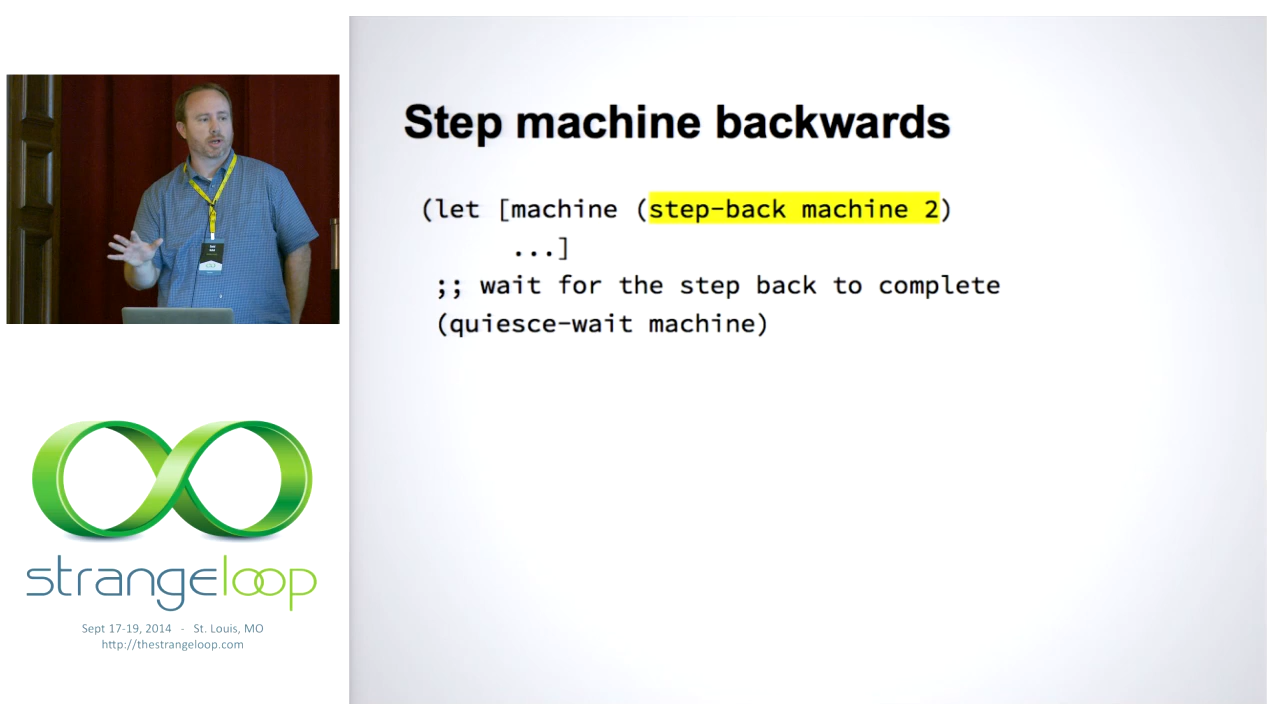 Step machine backwards
(let [machine (step-back machine 2)
...]
;; wait for the step back to complete
(quiesce-wait machine)
strangeloop
Sept 17-19, 2014 - St. Louis, MO
http://thestrangeloop.com